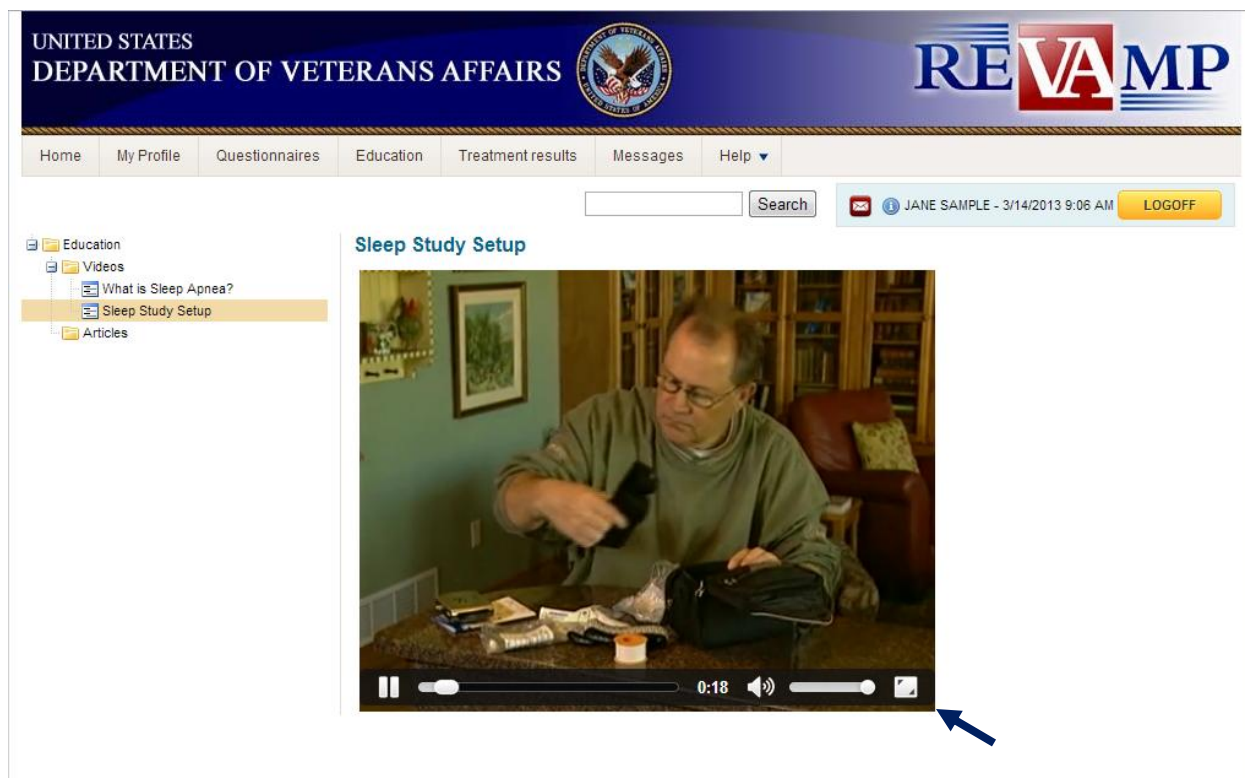 UNITED STATES
DEPARTMENT OF VETERANS AFFAIRS
REVAMP
Home My Profile Questionnaires Education Treatment results Messages Help
Search
JANE SAMPLE - 3/14/2013 9:06 AM LOGOFF
Education
Videos
What is Sleep Apnea?
Sleep Study Setup
Articles
Sleep Study Setup
0:18